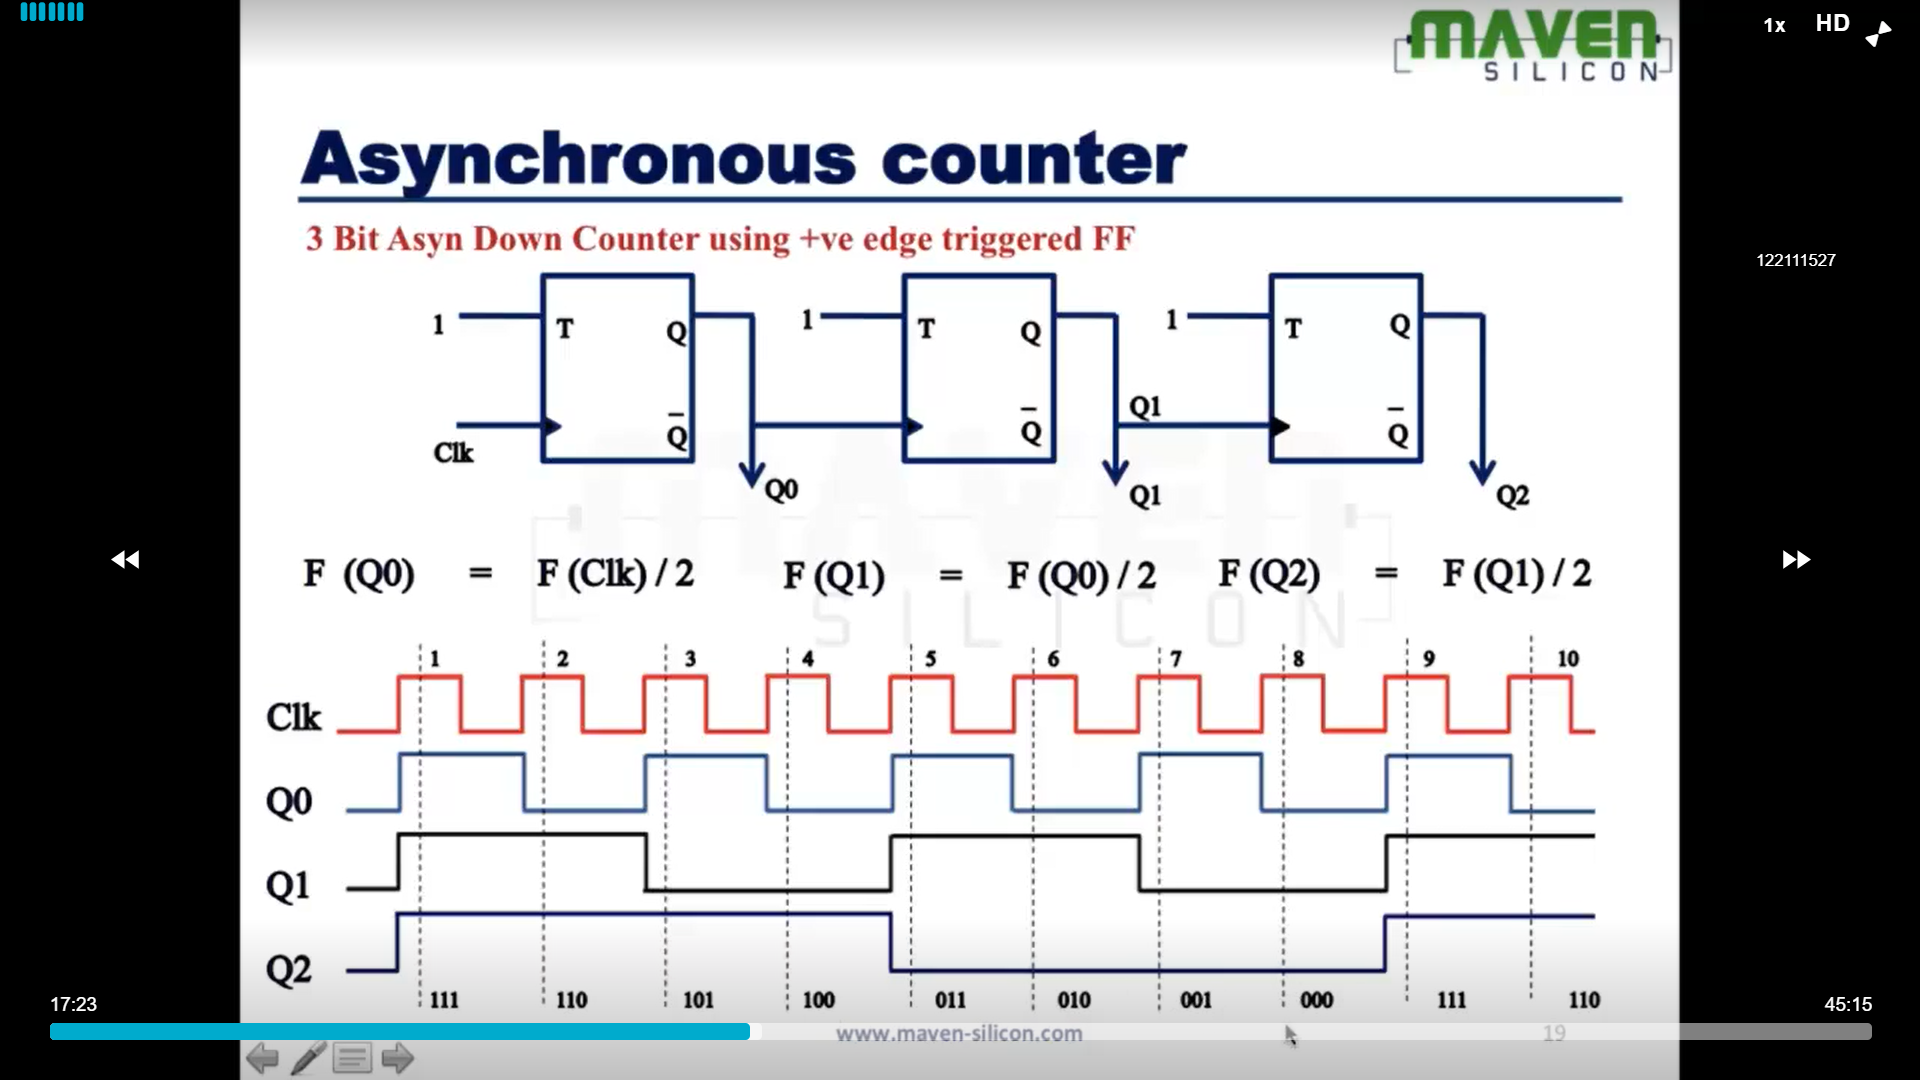 1x HD
MAVEN
SILICON
Asynchronous counter
3 Bit Asyn Down Counter using +ve edge triggered FF
122111527
1 T Q 1 T Q 1 T Q
Clk Q̅ Q̅ Q1 Q̅
Q0 Q1 Q2
F (Q0) = F (Clk) / 2 F (Q1) = F (Q0) / 2 F (Q2) = F (Q1) / 2
MAVEN
SILICON
1 2 3 4 5 6 7 8 9 10
Clk
Q0
Q1
Q2
111 110 101 100 011 010 001 000 111 110
17:23 45:15
www.maven-silicon.com 19